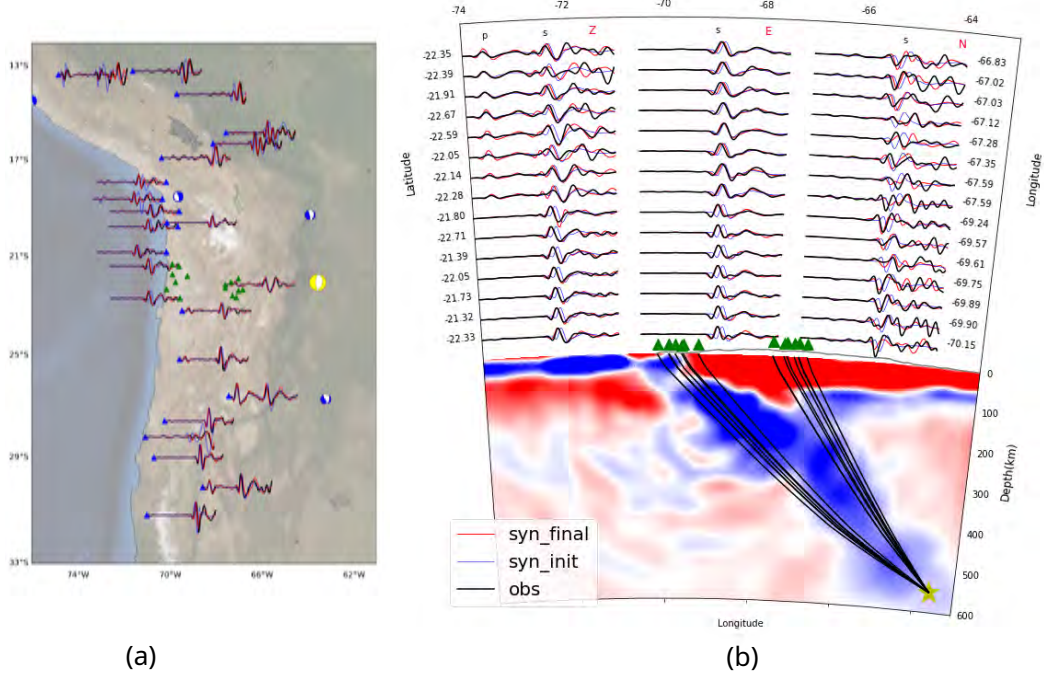 (b)
-74
-72
-70
-68
-66
-64
p
s
Z
s
E
s
N
13°S
17°S
21°S
25°S
29°S
33°S
74°W
70°W
66°W
62°W
Latitude
-22.35
-22.39
-21.91
-22.67
-22.59
-22.05
-22.14
-22.28
-21.80
-22.71
-21.39
-22.05
-21.73
-21.32
-22.33
-66.83
-67.02
-67.03
-67.12
-67.28
-67.35
-67.59
-67.59
-69.24
-69.57
-69.61
-69.75
-69.89
-69.90
-70.15
Longitude
0
100
200
300
400
500
600
Depth(km)
syn_final
syn_init
obs
-70
-68
-66
Longitude
(a)
(b)